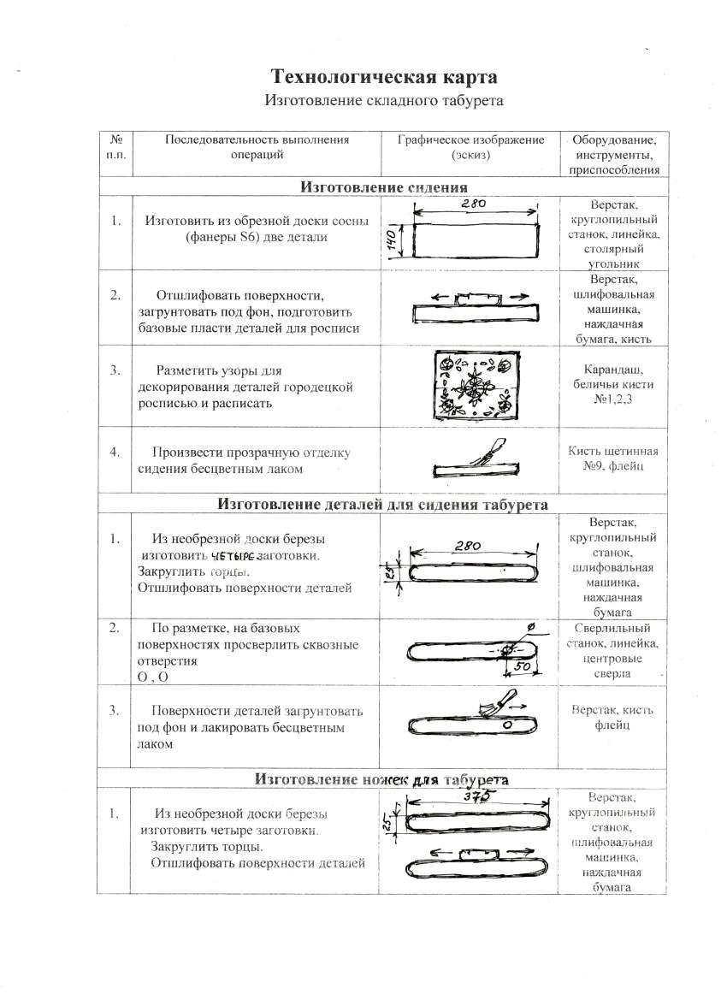 Технологическая карта
Изготовление складного табурета
№
п.п.
Последовательность выполнения
операций
Графическое изображение
(эскиз)
Оборудование,
инструменты,
приспособления
Изготовление сидения
1.
Изготовить из обрезной доски сосны
(фанеры S6) две детали
280
140
Верстак,
круглопильный
станок, линейка,
столярный
угольник
2.
Отшлифовать поверхности,
загрунтовать под фон, подготовить
базовые пласти деталей для росписи
Верстак,
шлифовальная
машинка,
наждачная
бумага, кисть
3.
Разметить узоры для
декорирования деталей городецкой
росписью и расписать
Карандаш,
беличьи кисти
№1,2,3
4.
Произвести прозрачную отделку
сидения бесцветным лаком
Кисть щетинная
№9, флейц
Изготовление деталей для сидения табурета
1.
Из необрезной доски березы
изготовить ЧЕТЫРЕ заготовки.
Закруглить торцы.
Отшлифовать поверхности деталей
280
25
Верстак,
круглопильный
станок,
шлифовальная
машинка,
наждачная
бумага
2.
По разметке, на базовых
поверхностях просверлить сквозные
отверстия
О , О
ø
50
Сверлильный
станок, линейка,
центровые
сверла
3.
Поверхности деталей загрунтовать
под фон и лакировать бесцветным
лаком
Верстак, кисть
флейц
Изготовление ножек для табурета
1.
Из необрезной доски березы
изготовить четыре заготовки.
Закруглить торцы.
Отшлифовать поверхности деталей
375
25
Верстак,
круглопильный
станок,
шлифовальная
машинка,
наждачная
бумага